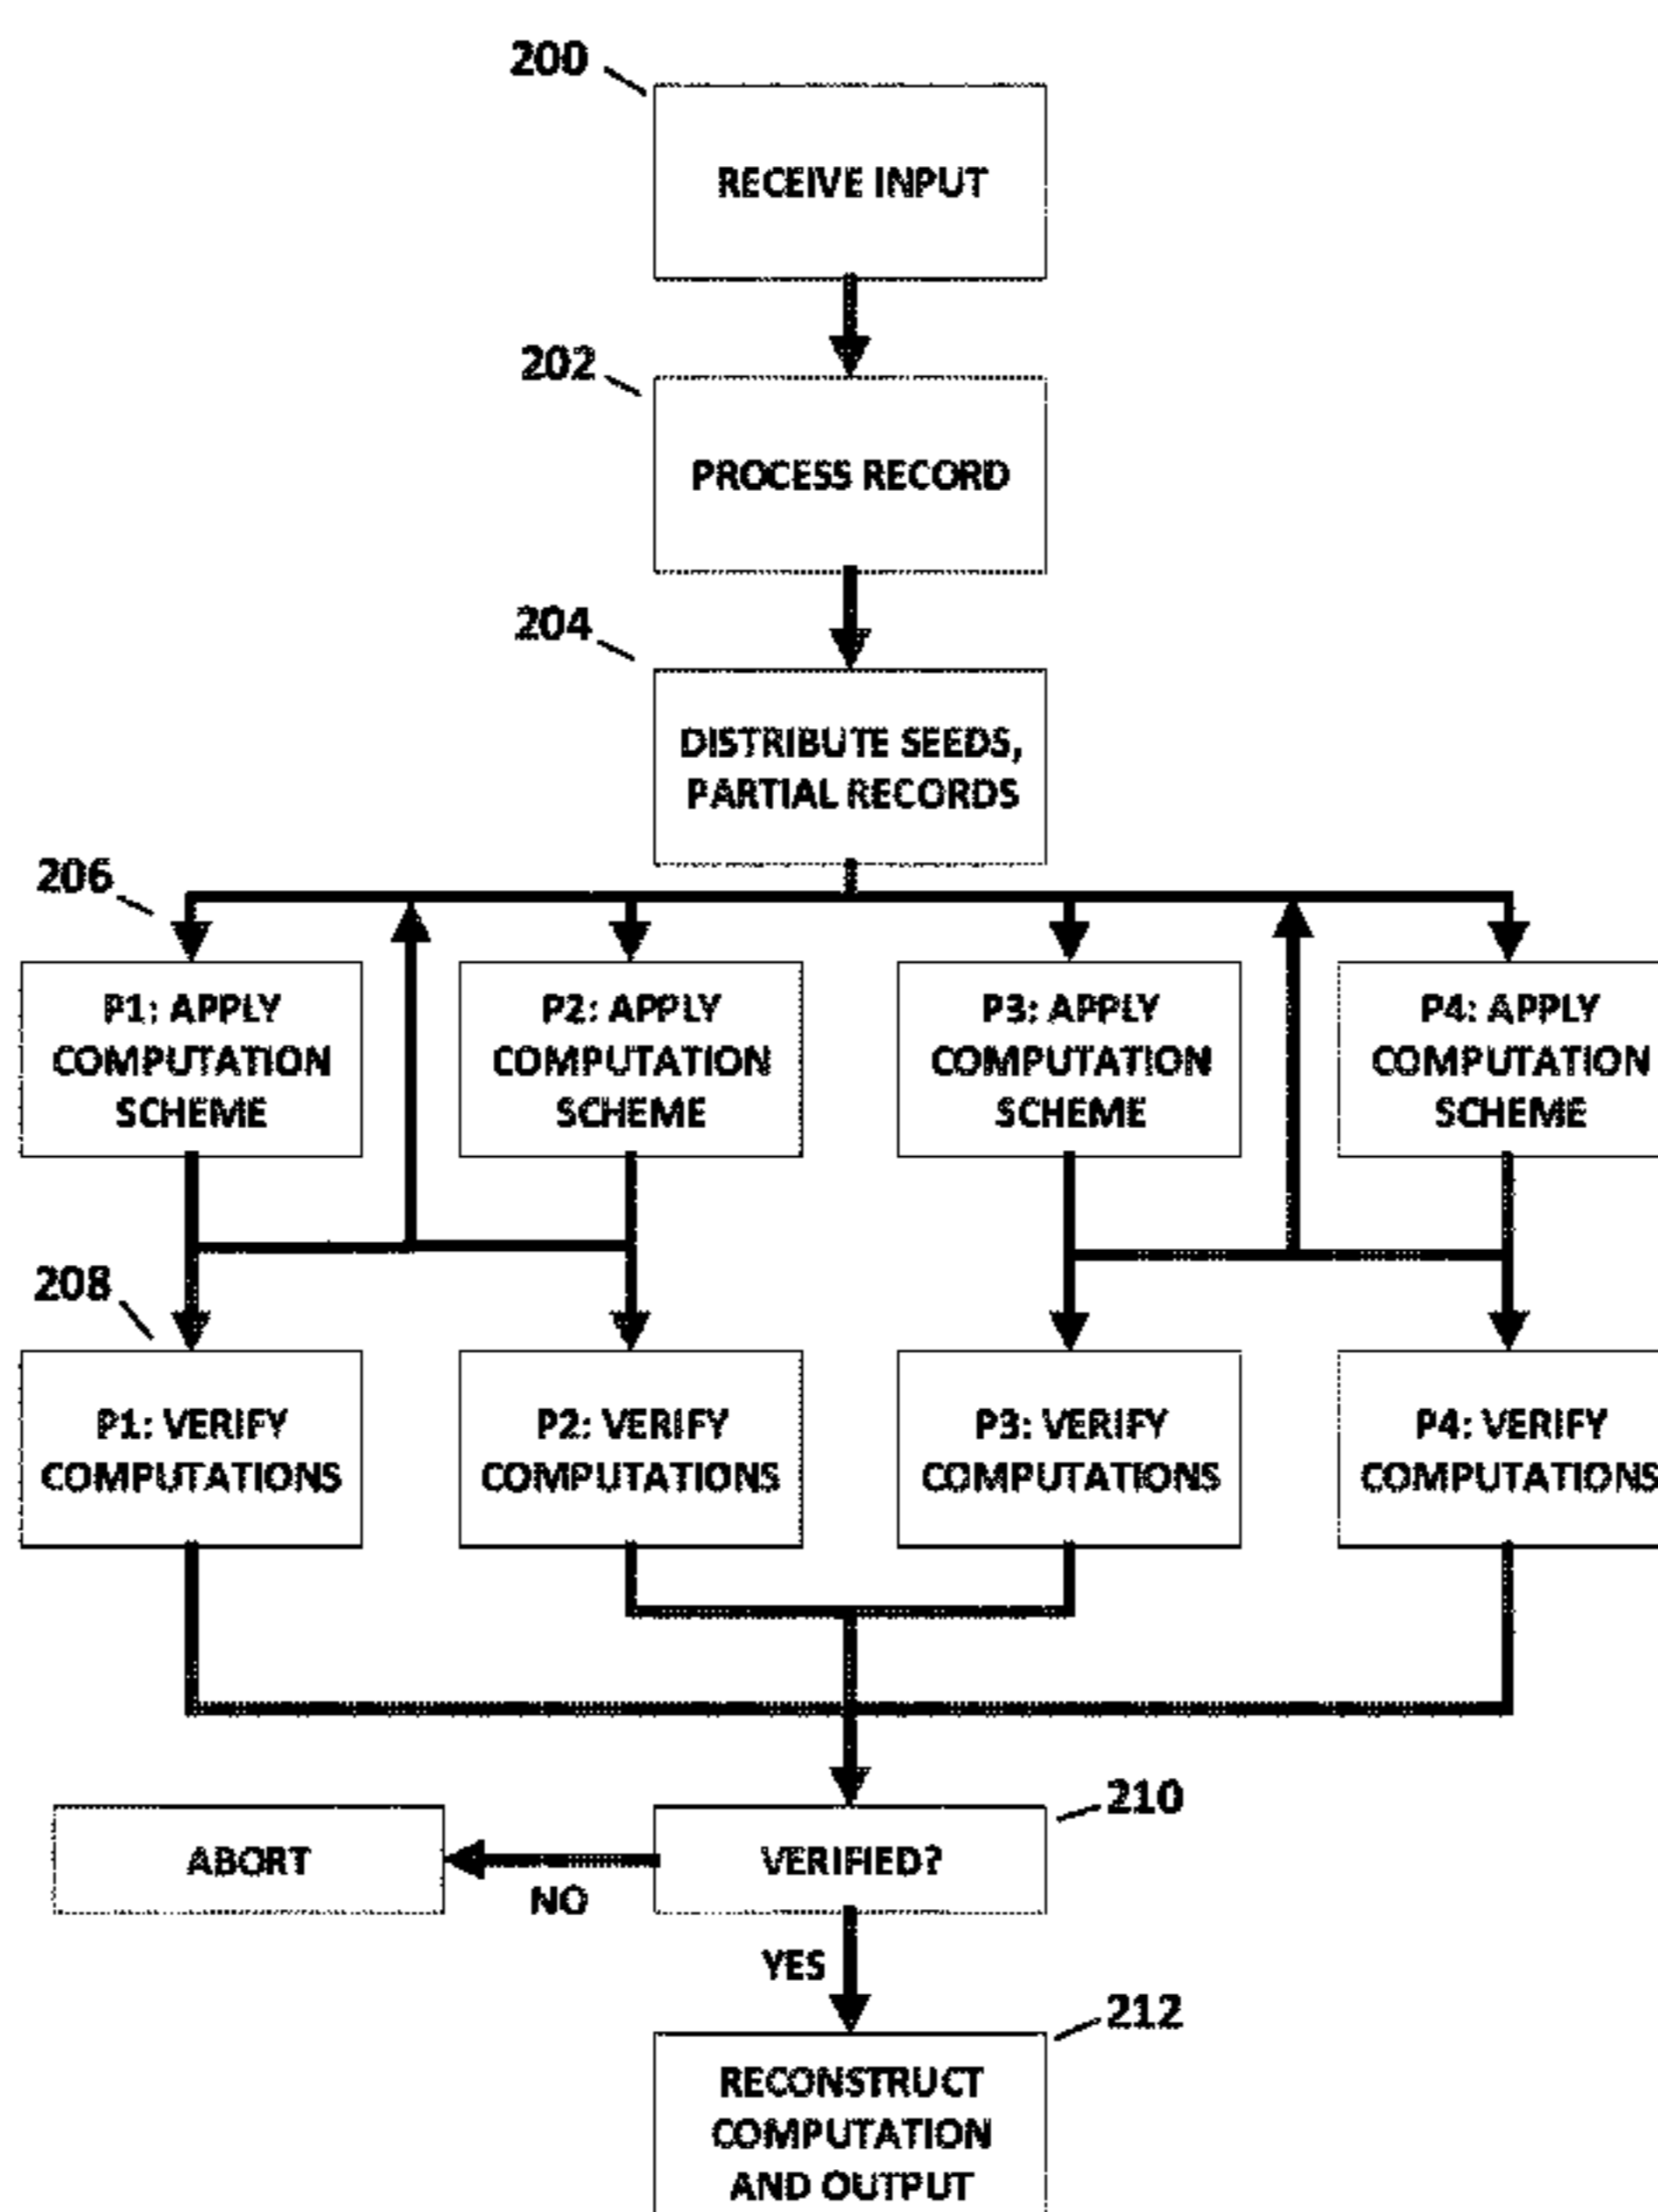 200
RECEIVE INPUT
202
PROCESS RECORD
204
DISTRIBUTE SEEDS,
PARTIAL RECORDS
206
P1: APPLY
COMPUTATION
SCHEME
P2: APPLY
COMPUTATION
SCHEME
P3: APPLY
COMPUTATION
SCHEME
P4: APPLY
COMPUTATION
SCHEME
208
P1: VERIFY
COMPUTATIONS
P2: VERIFY
COMPUTATIONS
P3: VERIFY
COMPUTATIONS
P4: VERIFY
COMPUTATIONS
210
ABORT
NO
VERIFIED?
YES
212
RECONSTRUCT
COMPUTATION
AND OUTPUT